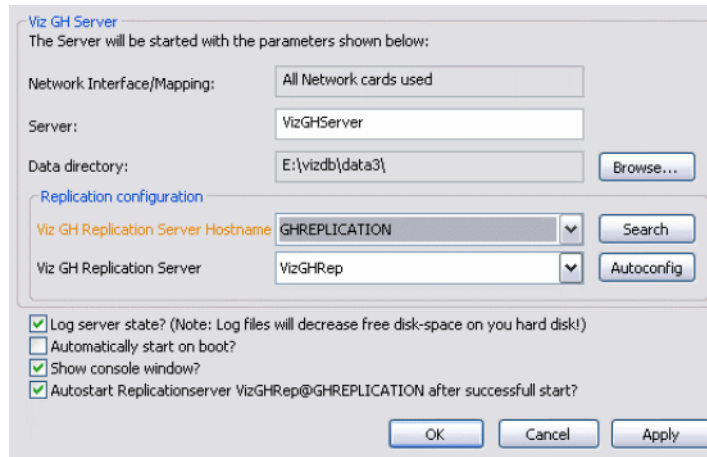 Viz GH Server
The Server will be started with the parameters shown below:
Network Interface/Mapping: All Network cards used
Server: VizGHServer
Data directory: E:\vizdb\data3\ Browse...
Replication configuration
Viz GH Replication Server Hostname GHREPLICATION Search
Viz GH Replication Server VizGHRep Autoconfig
Log server state? (Note: Log files will decrease free disk-space on you hard disk!)
Automatically start on boot?
Show console window?
Autostart Replicationserver VizGHRep@GHREPLICATION after successfull start?
OK Cancel Apply